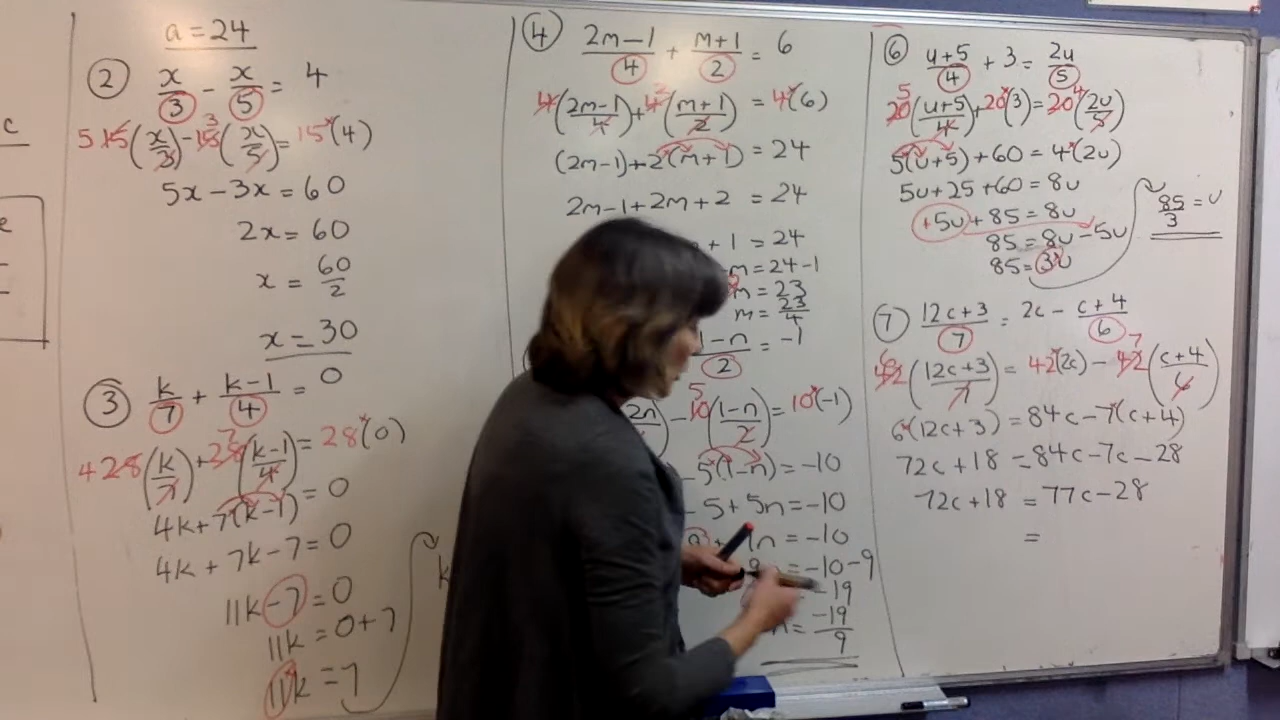 c
e
a = 24
② x/3 − x/5 = 4
5 15(x/3) − 3 15(x/5) = 15(4)
5x − 3x = 60
2x = 60
x = 60/2
x = 30
③ k/7 + k−1/4 = 0
4 28(k/7) + 7 28(k−1/4) = 28(0)
4k + 7(k−1) = 0
4k + 7k − 7 = 0
11k − 7 = 0
11k = 0 + 7
11k = 7
k
④ 2m−1/4 + m+1/2 = 6
4(2m−1/4) + 2 4(m+1/2) = 4(6)
(2m−1) + 2(m+1) = 24
2m − 1 + 2m + 2 = 24
+ 1 = 24
m = 24 − 1
m = 23
m = 23/4
1−n/2 = −1
2n − 5 10(1−n/2) = 10(−1)
−5(1−n) = −10
− 5 + 5n = −10
n = −10
= −10 − 9
−19
= −19/9
⑥ u+5/4 + 3 = 2u/5
5 20(u+5/4) + 20(3) = 20 4(2u/5)
5(u+5) + 60 = 4(2u)
5u + 25 + 60 = 8u
+5u + 85 = 8u
85 = 8u − 5u
85 = 3u
85/3 = u
⑦ 12c+3/7 = 2c − c+4/6
6 42(12c+3/7) = 42(2c) − 7 42(c+4/6)
6(12c+3) = 84c − 7(c+4)
72c + 18 = 84c − 7c − 28
72c + 18 = 77c − 28
=